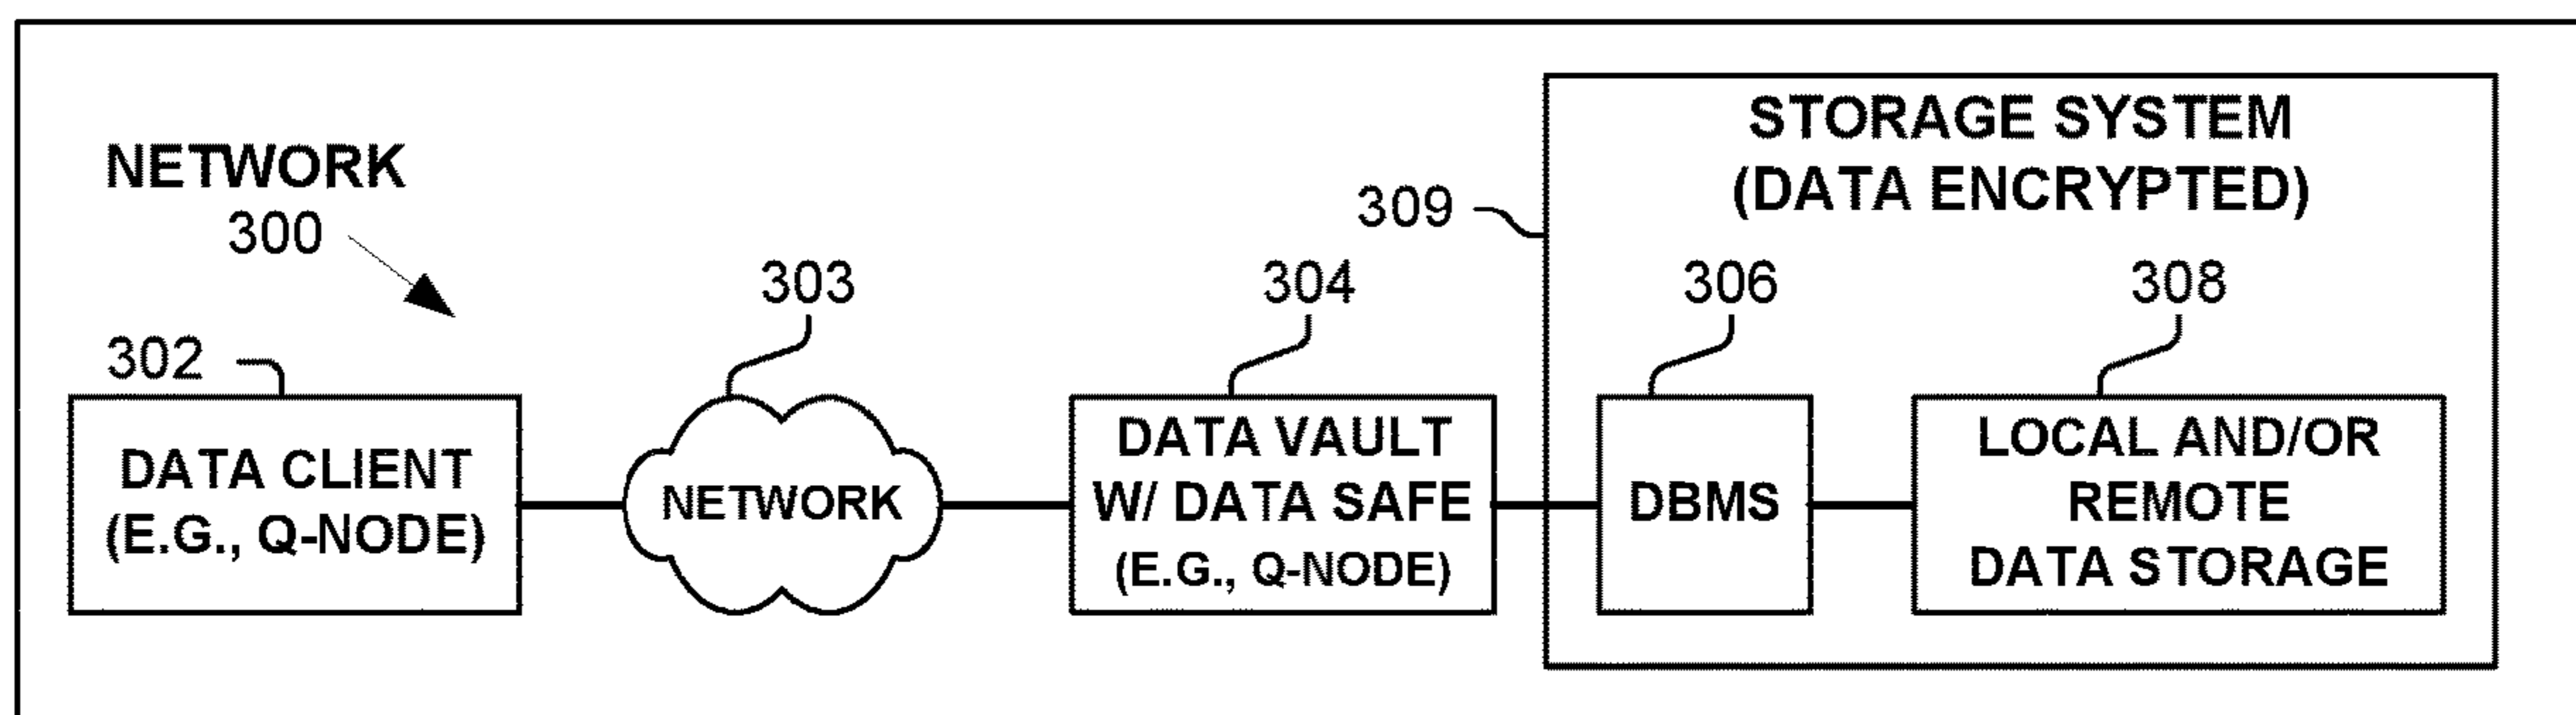 NETWORK
300
302
DATA CLIENT
(E.G., Q-NODE)
303
NETWORK
304
DATA VAULT
W/ DATA SAFE
(E.G., Q-NODE)
309
STORAGE SYSTEM
(DATA ENCRYPTED)
306
DBMS
308
LOCAL AND/OR
REMOTE
DATA STORAGE